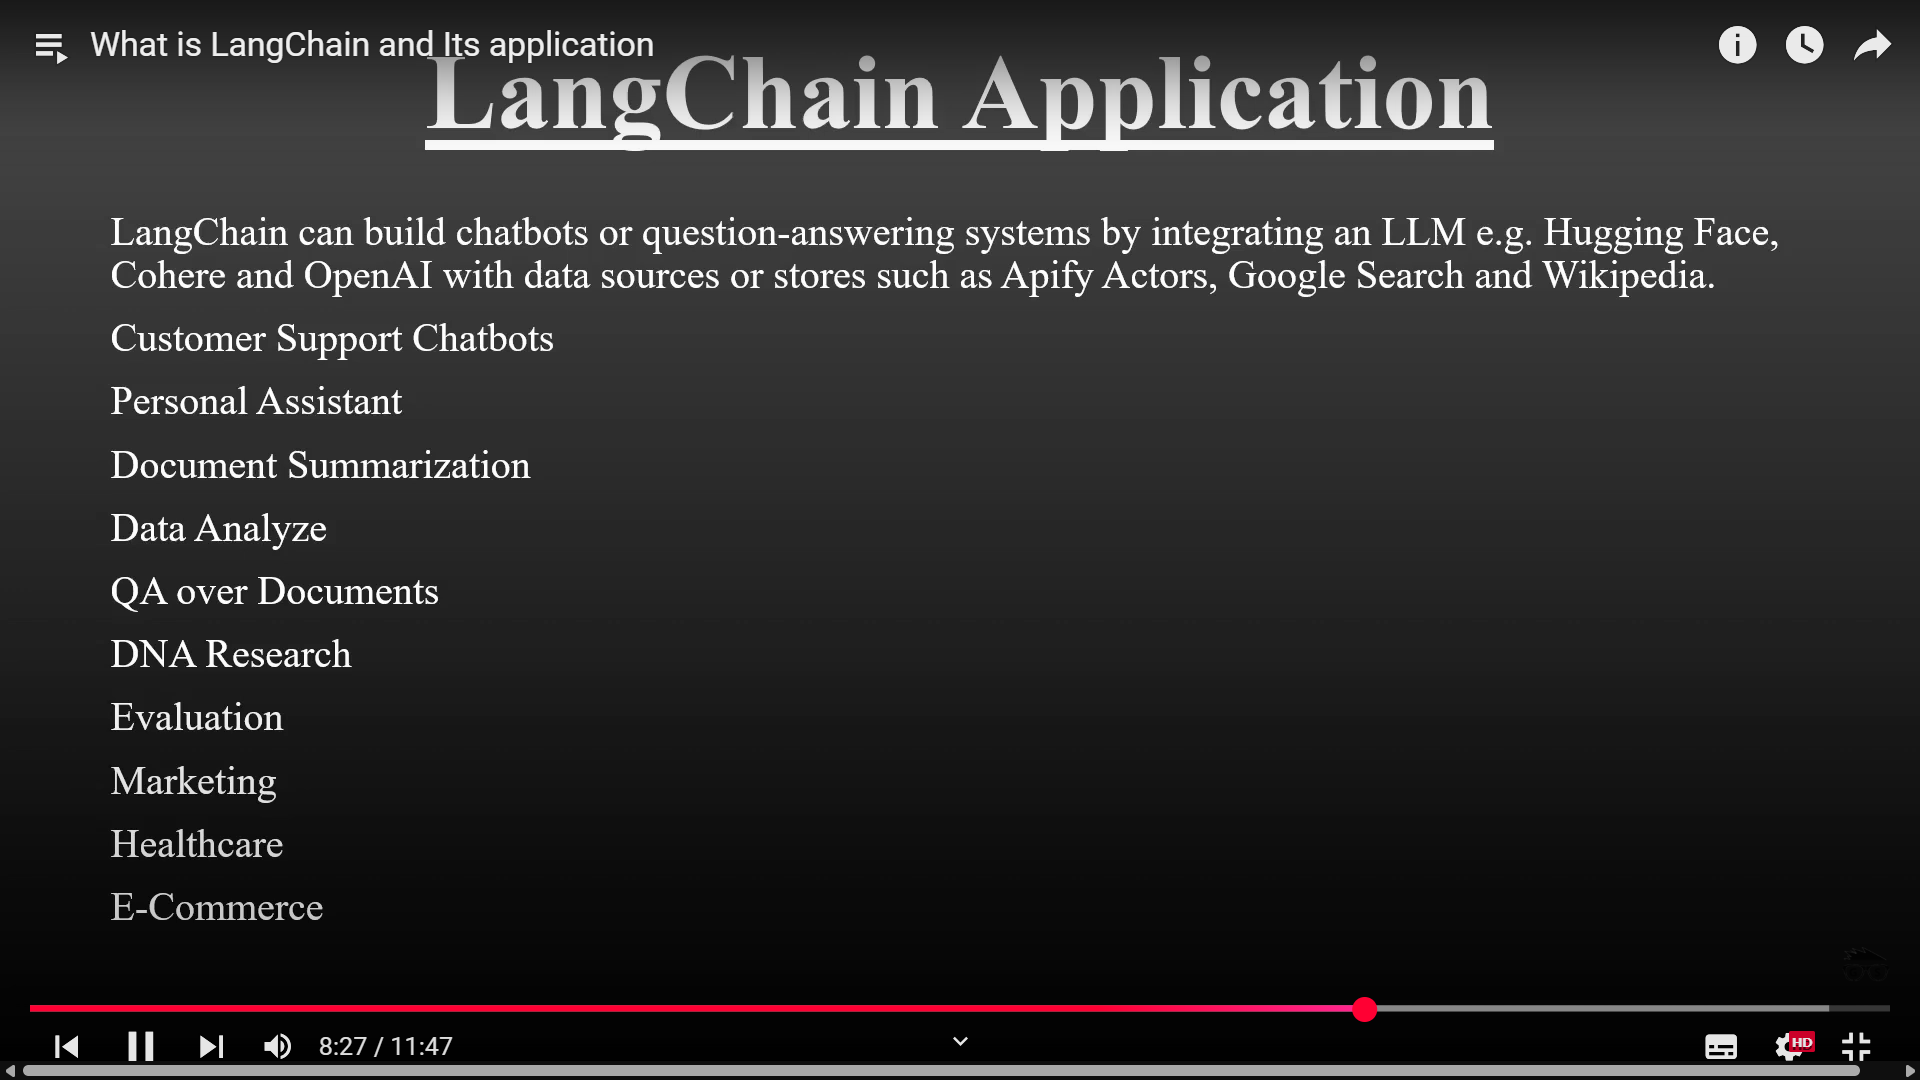 What is LangChain and Its application
LangChain Application
LangChain can build chatbots or question-answering systems by integrating an LLM e.g. Hugging Face,
Cohere and OpenAI with data sources or stores such as Apify Actors, Google Search and Wikipedia.
Customer Support Chatbots
Personal Assistant
Document Summarization
Data Analyze
QA over Documents
DNA Research
Evaluation
Marketing
Healthcare
E-Commerce
8:27 / 11:47
HD